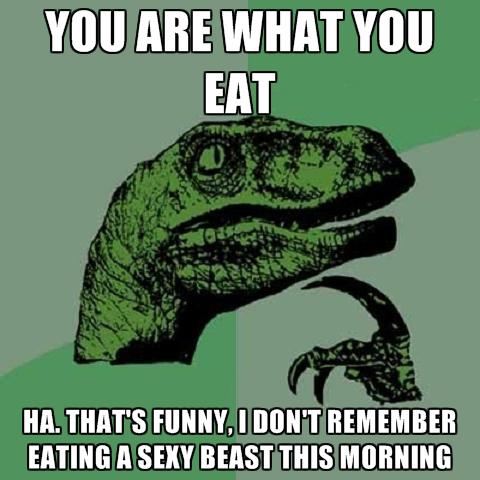 YOU ARE WHAT YOU
EAT
HA. THAT'S FUNNY, I DON'T REMEMBER
EATING A SEXY BEAST THIS MORNING